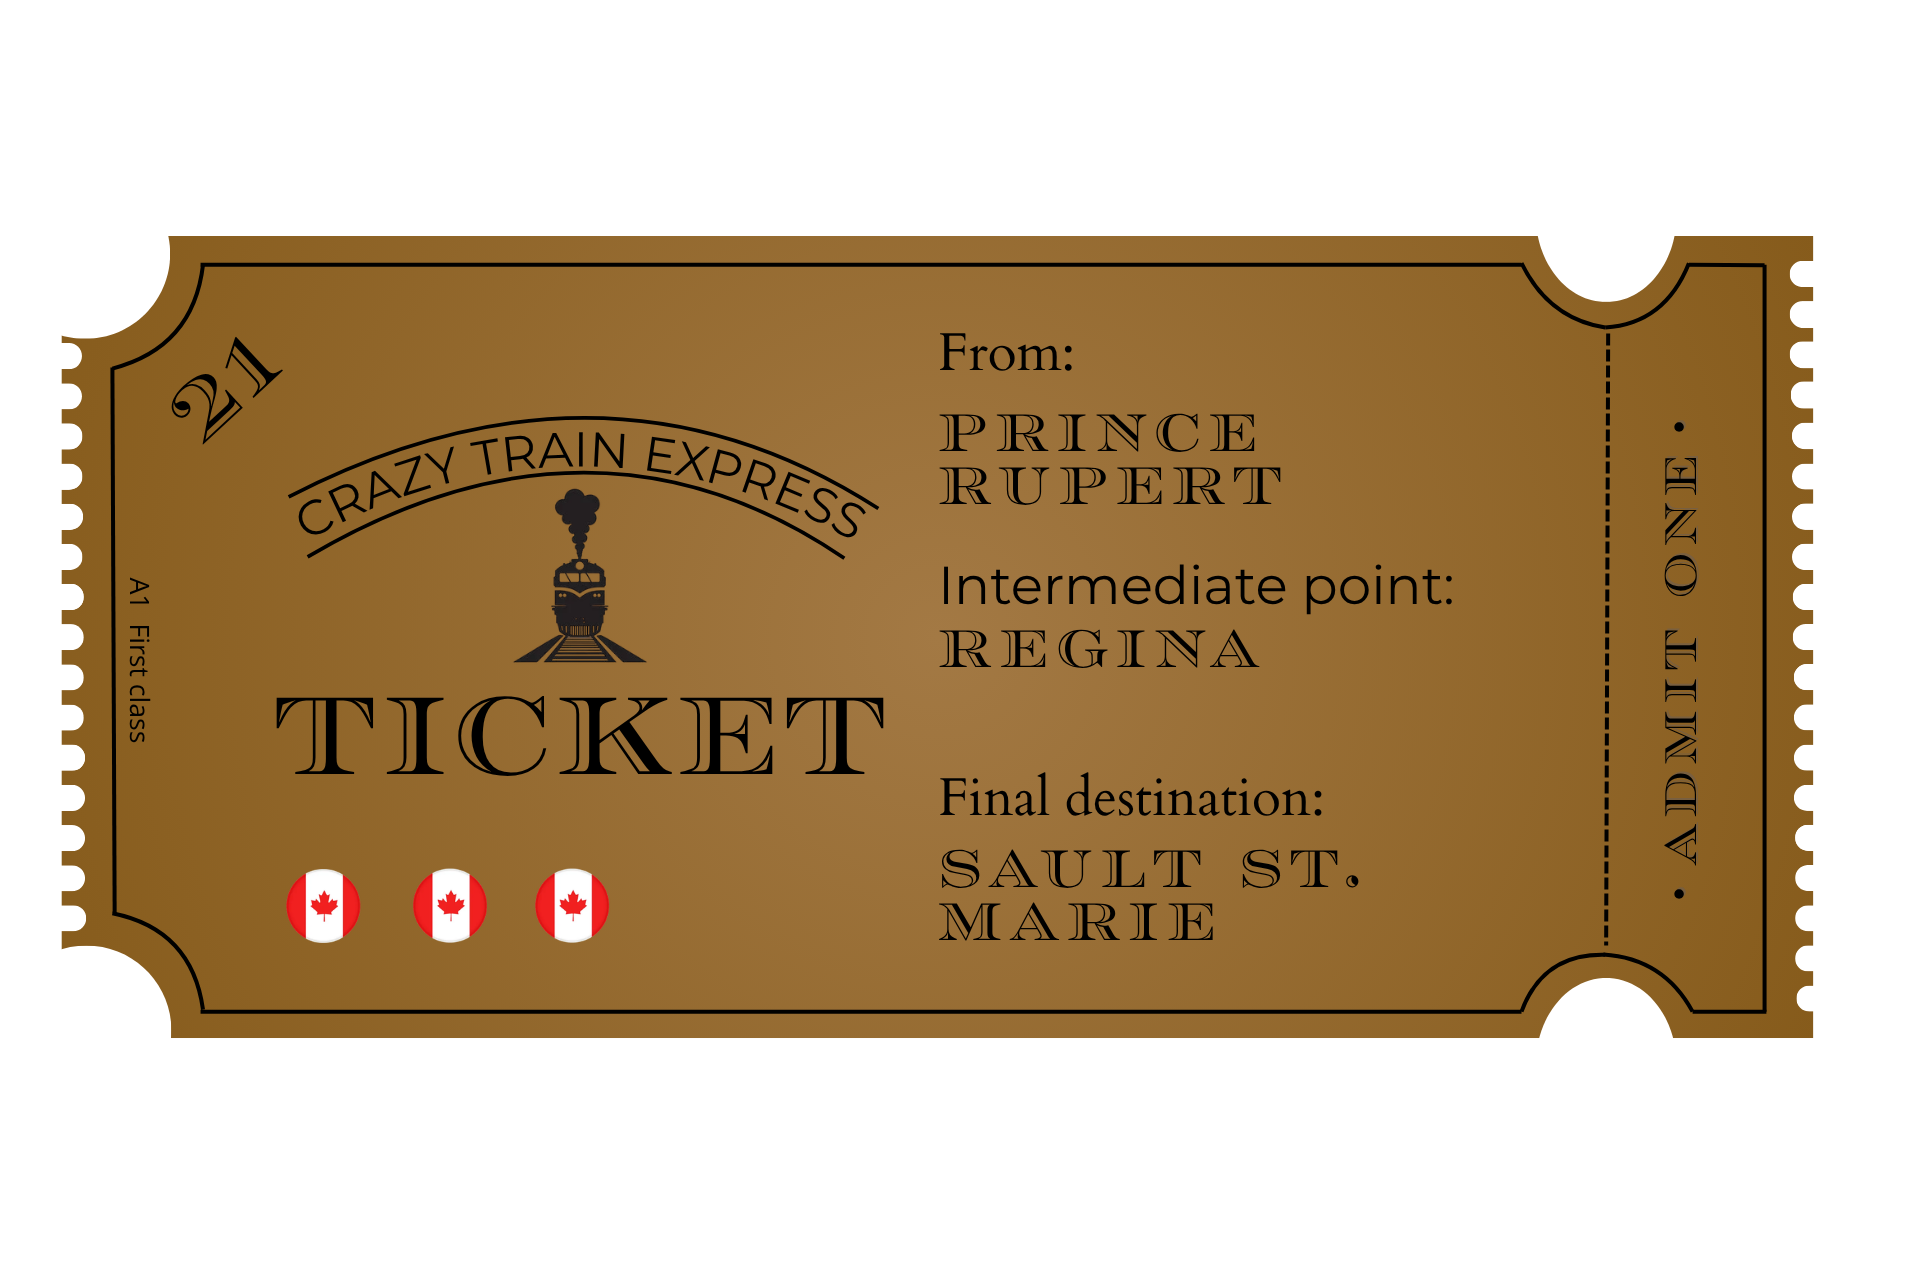 21
CRAZY TRAIN EXPRESS
A1 First class
TICKET
From:
PRINCE
RUPERT
Intermediate point:
REGINA
Final destination:
SAULT ST.
MARIE
• ADMIT ONE •